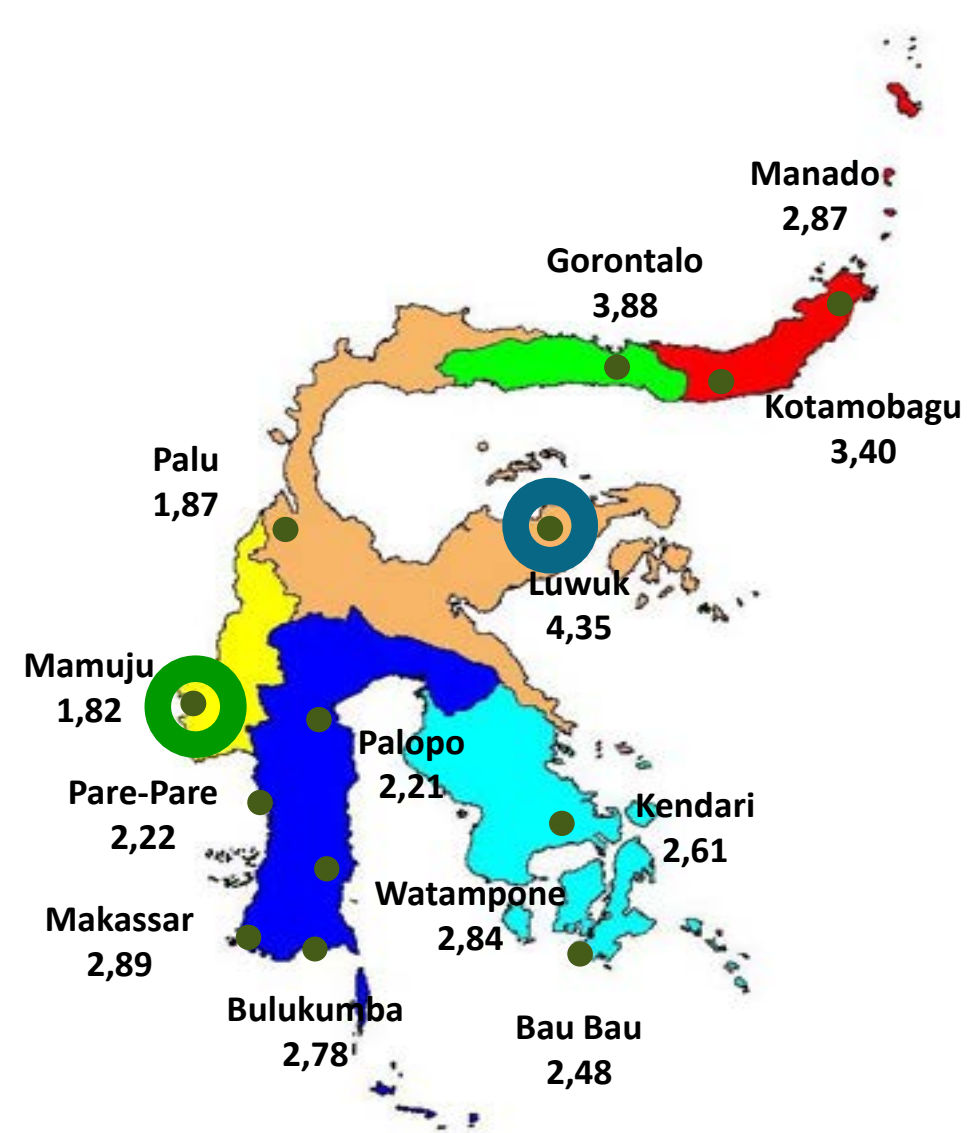 Manado
2,87
Gorontalo
3,88
Kotamobagu
3,40
Palu
1,87
Luwuk
4,35
Mamuju
1,82
Palopo
2,21
Pare-Pare
2,22
Kendari
2,61
Watampone
2,84
Makassar
2,89
Bulukumba
2,78
Bau Bau
2,48